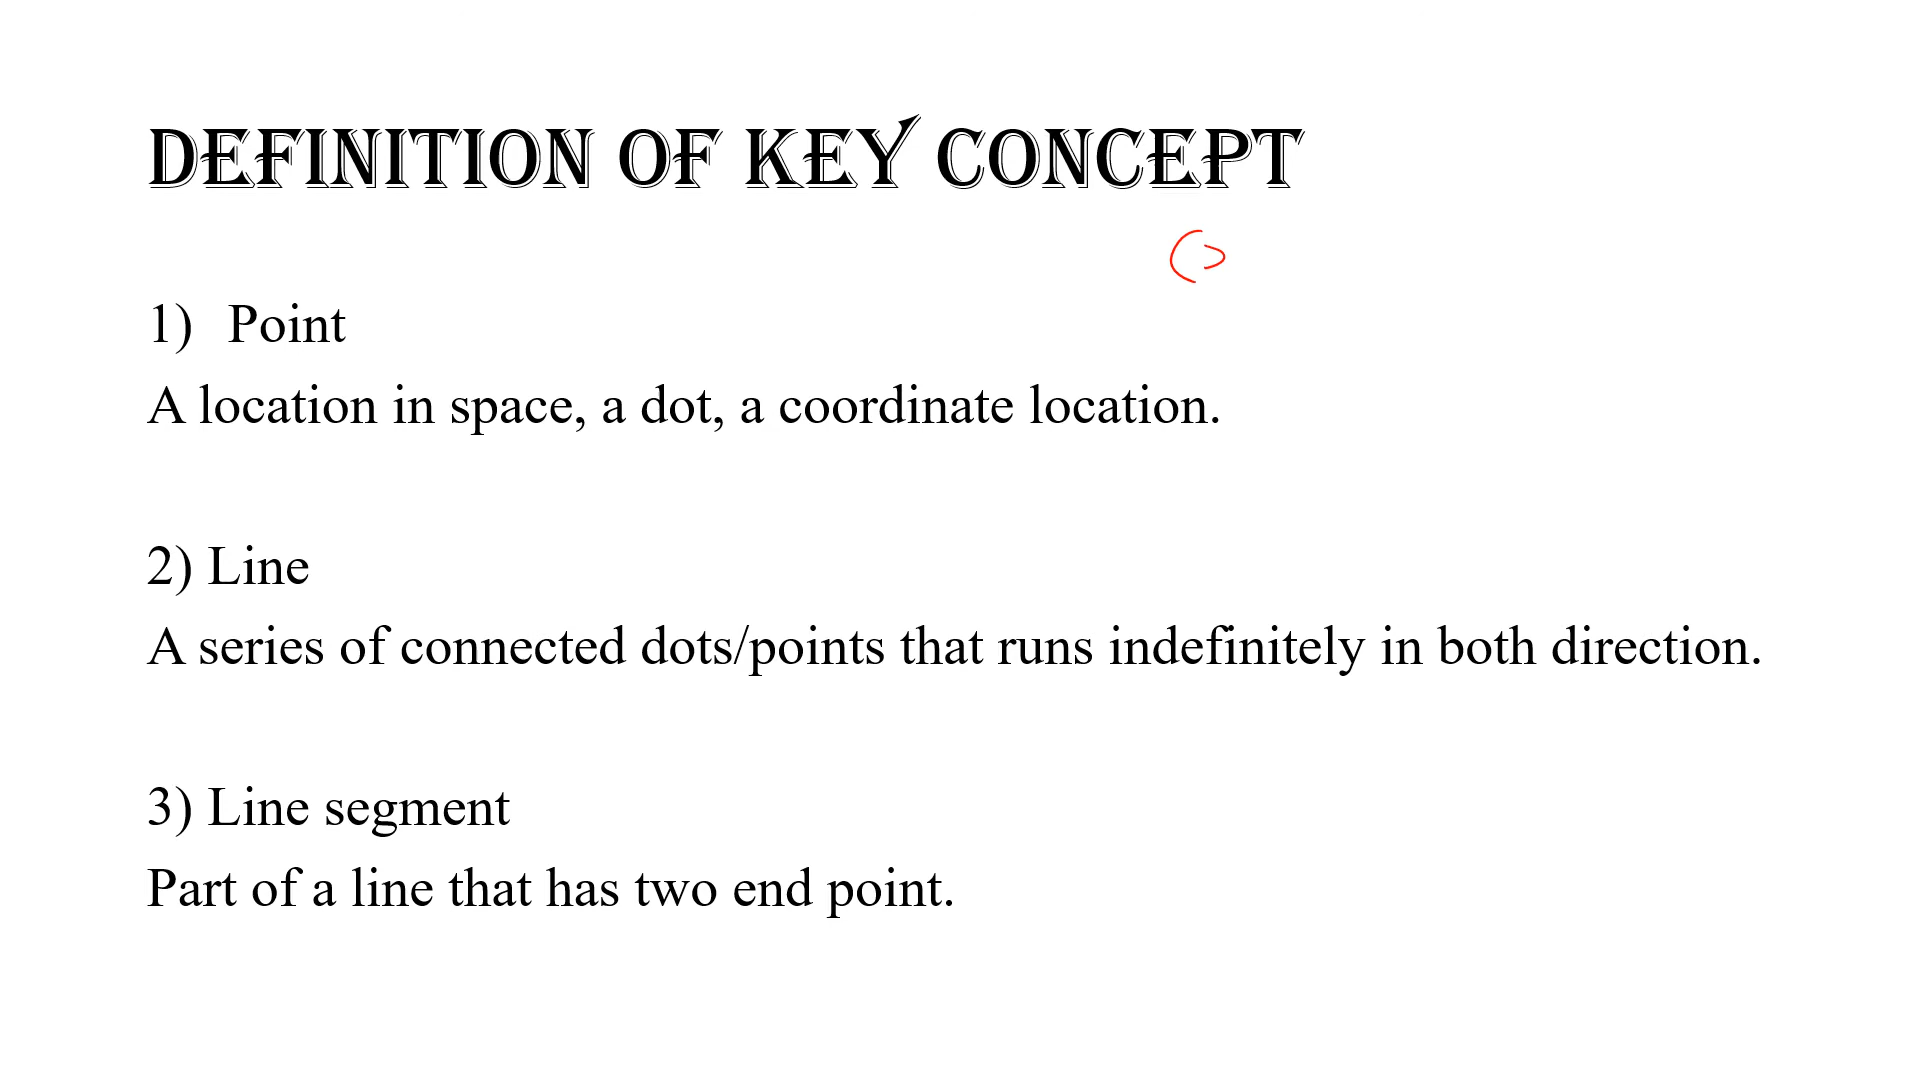 DEFINITION OF KEY CONCEPT
1) Point
A location in space, a dot, a coordinate location.
2) Line
A series of connected dots/points that runs indefinitely in both direction.
3) Line segment
Part of a line that has two end point.